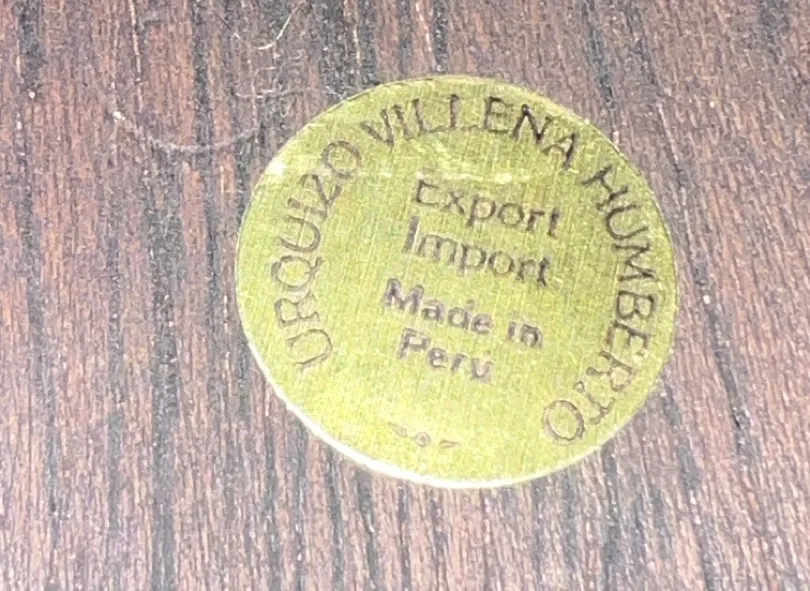 URQUIZO VILLENA HUMBERTO
Export
Import
Made in
Peru